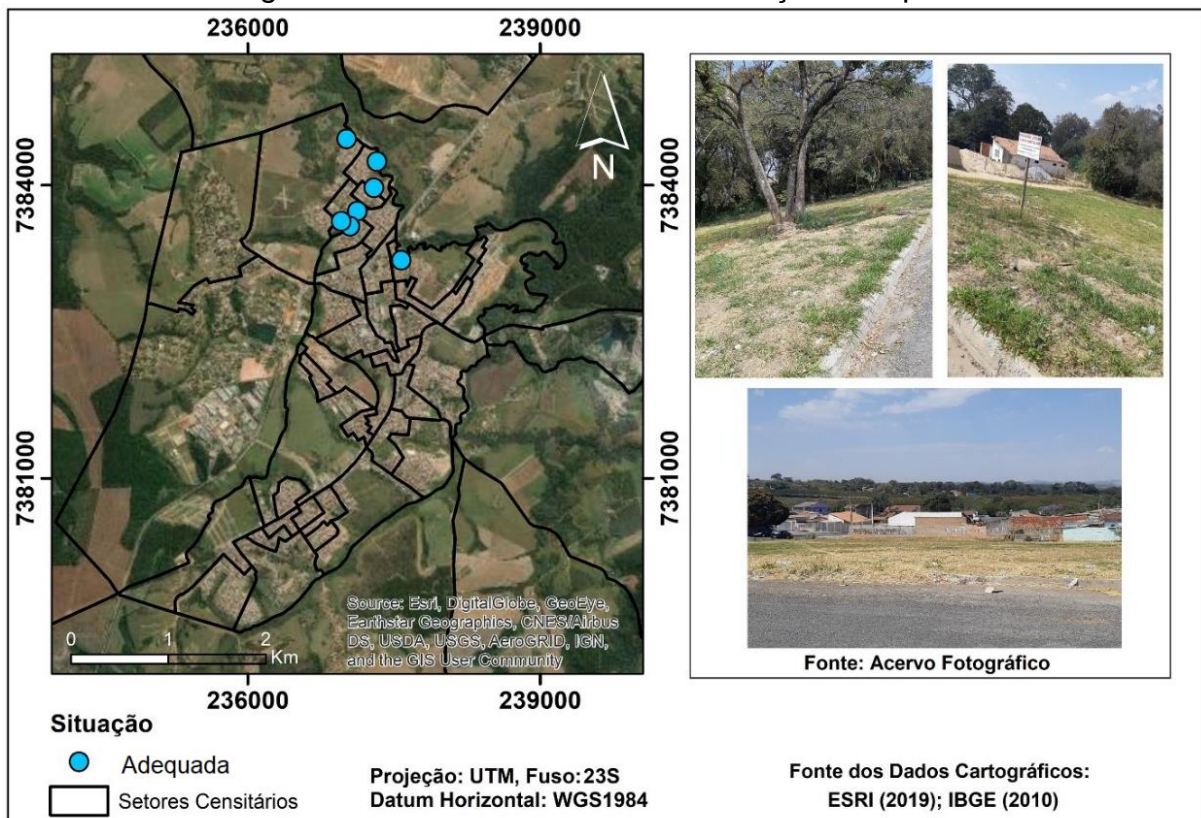 236000 239000
7384000
7384000
N
7381000
7381000
Source: Esri, DigitalGlobe, GeoEye,
Earthstar Geographics, CNES/Airbus
DS, USDA, USGS, AeroGRID, IGN,
and the GIS User Community
0 1 2
Km
236000 239000
Fonte: Acervo Fotográfico
Situação
Adequada
Setores Censitários
Projeção: UTM, Fuso:23S
Datum Horizontal: WGS1984
Fonte dos Dados Cartográficos:
ESRI (2019); IBGE (2010)